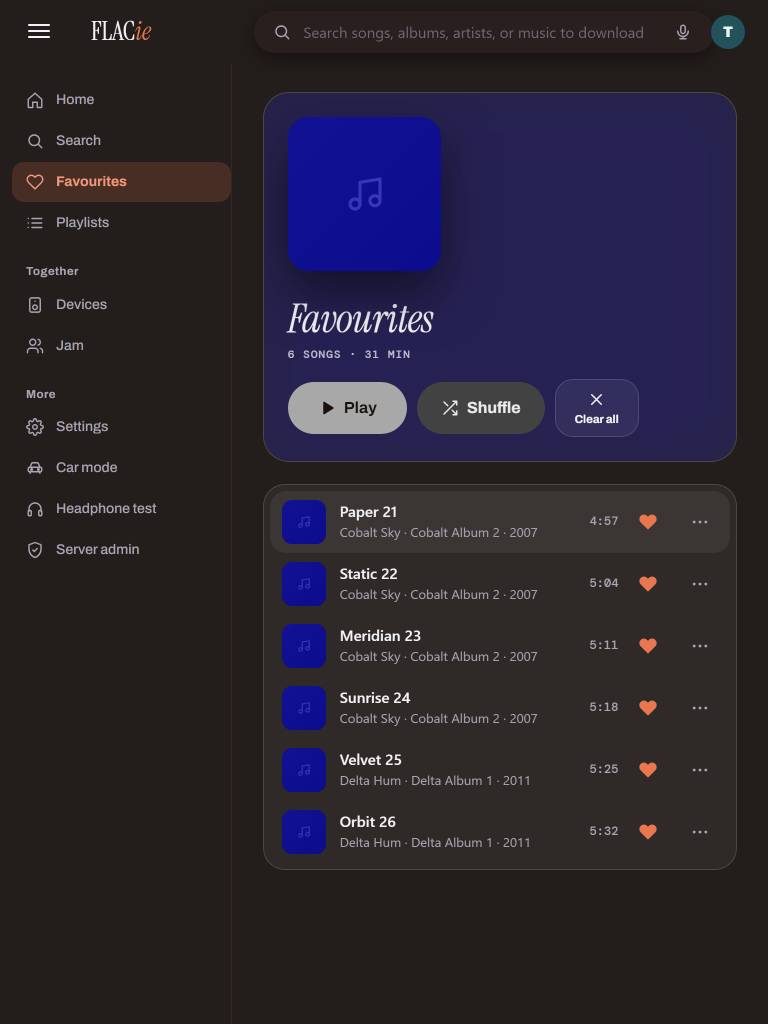 FLACie
Search songs, albums, artists, or music to download
T
Home
Search
Favourites
Playlists
Together
Devices
Jam
More
Settings
Car mode
Headphone test
Server admin
Favourites
6 SONGS · 31 MIN
Play
Shuffle
Clear all
Paper 21
Cobalt Sky · Cobalt Album 2 · 2007
4:57
Static 22
Cobalt Sky · Cobalt Album 2 · 2007
5:04
Meridian 23
Cobalt Sky · Cobalt Album 2 · 2007
5:11
Sunrise 24
Cobalt Sky · Cobalt Album 2 · 2007
5:18
Velvet 25
Delta Hum · Delta Album 1 · 2011
5:25
Orbit 26
Delta Hum · Delta Album 1 · 2011
5:32